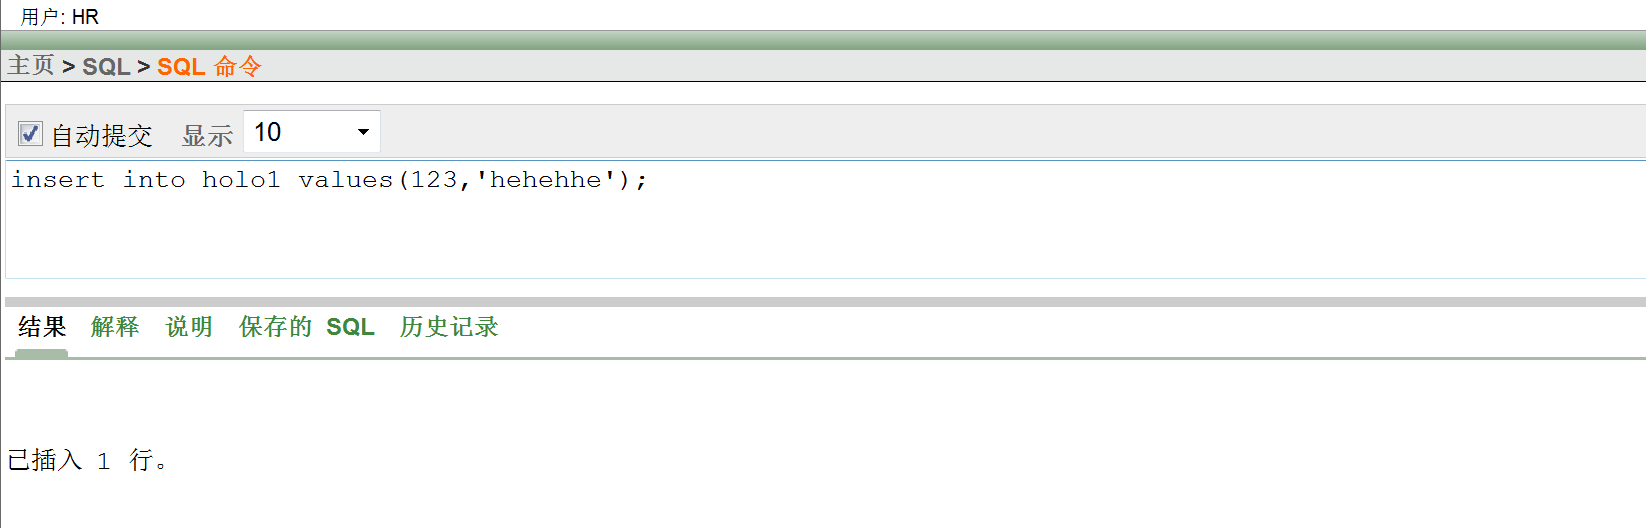 用户: HR
主页 > SQL > SQL 命令
自动提交 显示 10
insert into holo1 values(123,'hehehhe');
结果 解释 说明 保存的 SQL 历史记录
已插入 1 行。